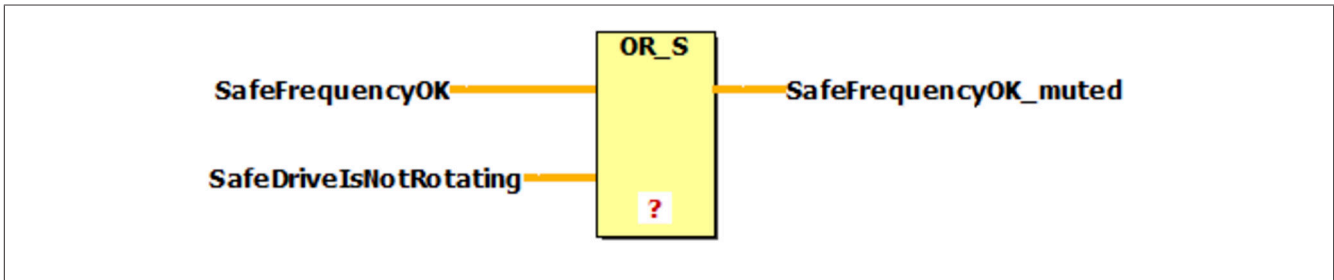 OR_S
SafeFrequencyOK
SafeFrequencyOK_muted
SafeDriveIsNotRotating
?